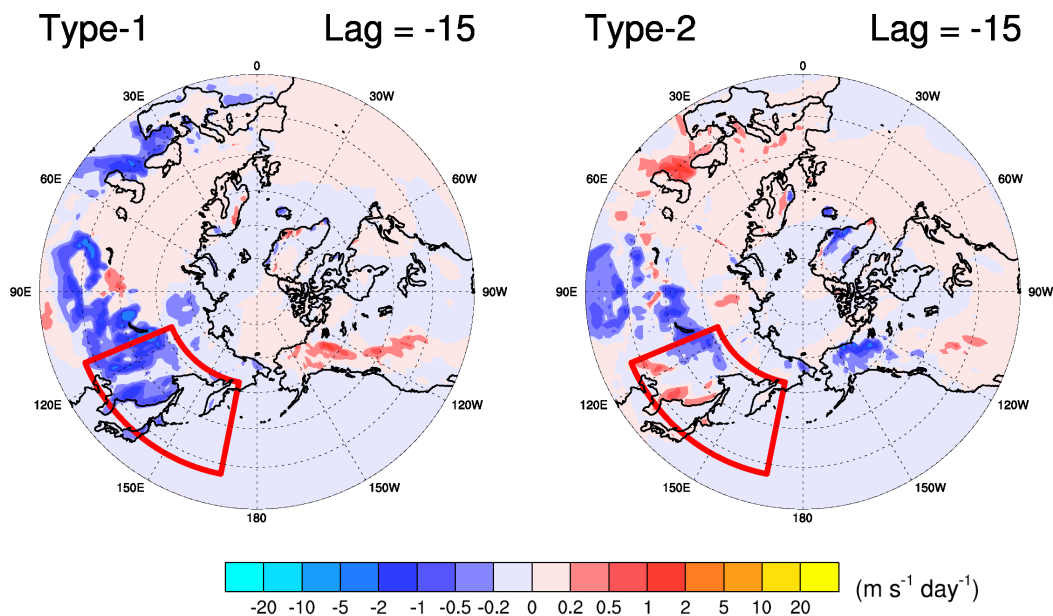 Type-1 Lag = -15 Type-2 Lag = -15
0 0
30E 30W 30E 30W
60E 60W 60E 60W
90E 90W 90E 90W
120E 120W 120E 120W
150E 150W 150E 150W
180 180
-20 -10 -5 -2 -1 -0.5 -0.2 0 0.2 0.5 1 2 5 10 20 (m s⁻¹ day⁻¹)